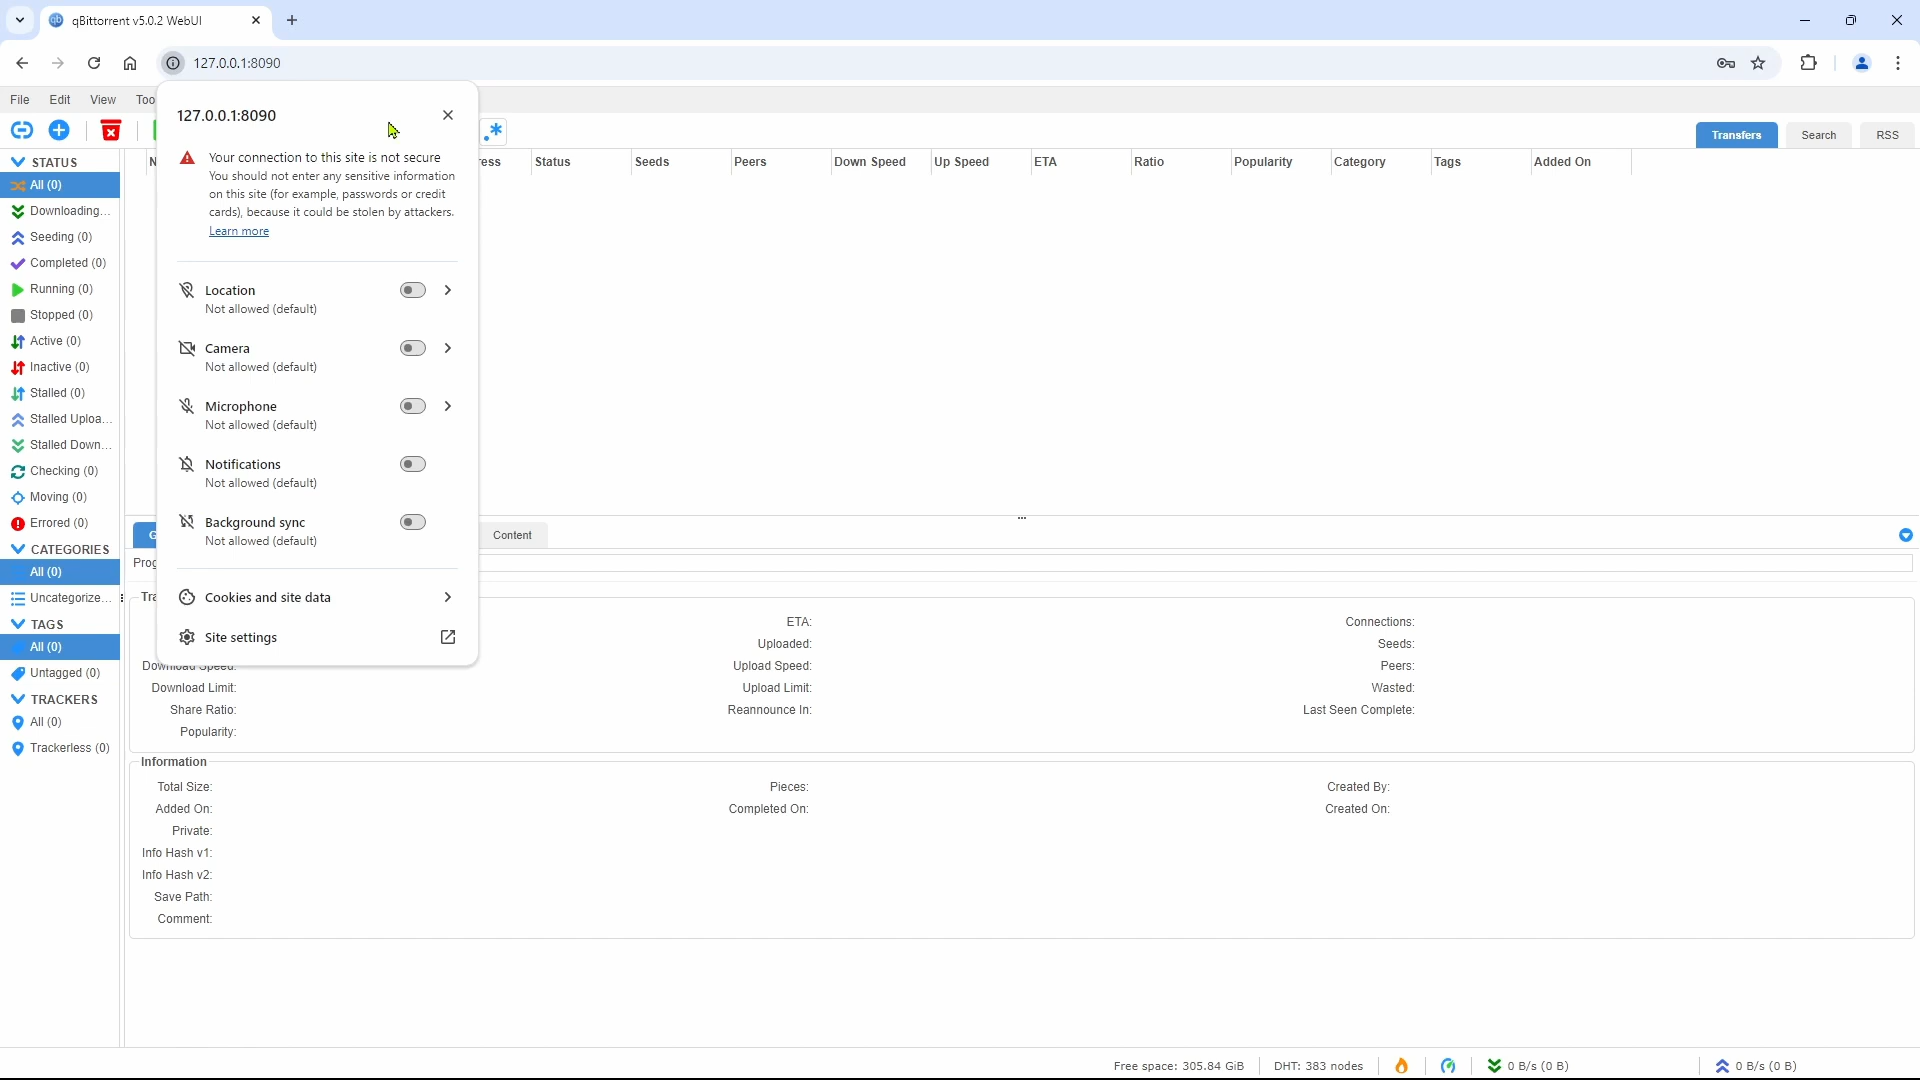 qBittorrent v5.0.2 WebUI
127.0.0.1:8090
File Edit View Too
127.0.0.1:8090
Your connection to this site is not secure
You should not enter any sensitive information
on this site (for example, passwords or credit
cards), because it could be stolen by attackers.
Learn more
Location
Not allowed (default)
Camera
Not allowed (default)
Microphone
Not allowed (default)
Notifications
Not allowed (default)
Background sync
Not allowed (default)
Cookies and site data
Site settings
Transfers Search RSS
Status Seeds Peers Down Speed Up Speed ETA Ratio Popularity Category Tags Added On
STATUS
All (0)
Downloading...
Seeding (0)
Completed (0)
Running (0)
Stopped (0)
Active (0)
Inactive (0)
Stalled (0)
Stalled Uploa...
Stalled Down...
Checking (0)
Moving (0)
Errored (0)
CATEGORIES
All (0)
Uncategorize...
TAGS
All (0)
Untagged (0)
TRACKERS
All (0)
Trackerless (0)
Content
Prog
Tra
ETA: Connections:
Uploaded: Seeds:
Download Speed: Upload Speed: Peers:
Download Limit: Upload Limit: Wasted:
Share Ratio: Reannounce In: Last Seen Complete:
Popularity:
Information
Total Size: Pieces: Created By:
Added On: Completed On: Created On:
Private:
Info Hash v1:
Info Hash v2:
Save Path:
Comment:
Free space: 305.84 GiB DHT: 383 nodes 0 B/s (0 B) 0 B/s (0 B)